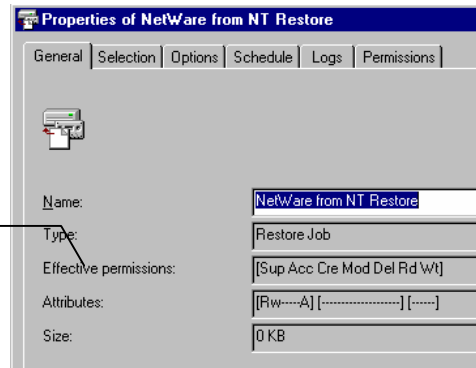 Properties of NetWare from NT Restore
General Selection Options Schedule Logs Permissions
Name: NetWare from NT Restore
Type: Restore Job
Effective permissions: [Sup Acc Cre Mod Del Rd Wt]
Attributes: [Rw-----A] [--------------------] [------]
Size: 0 KB